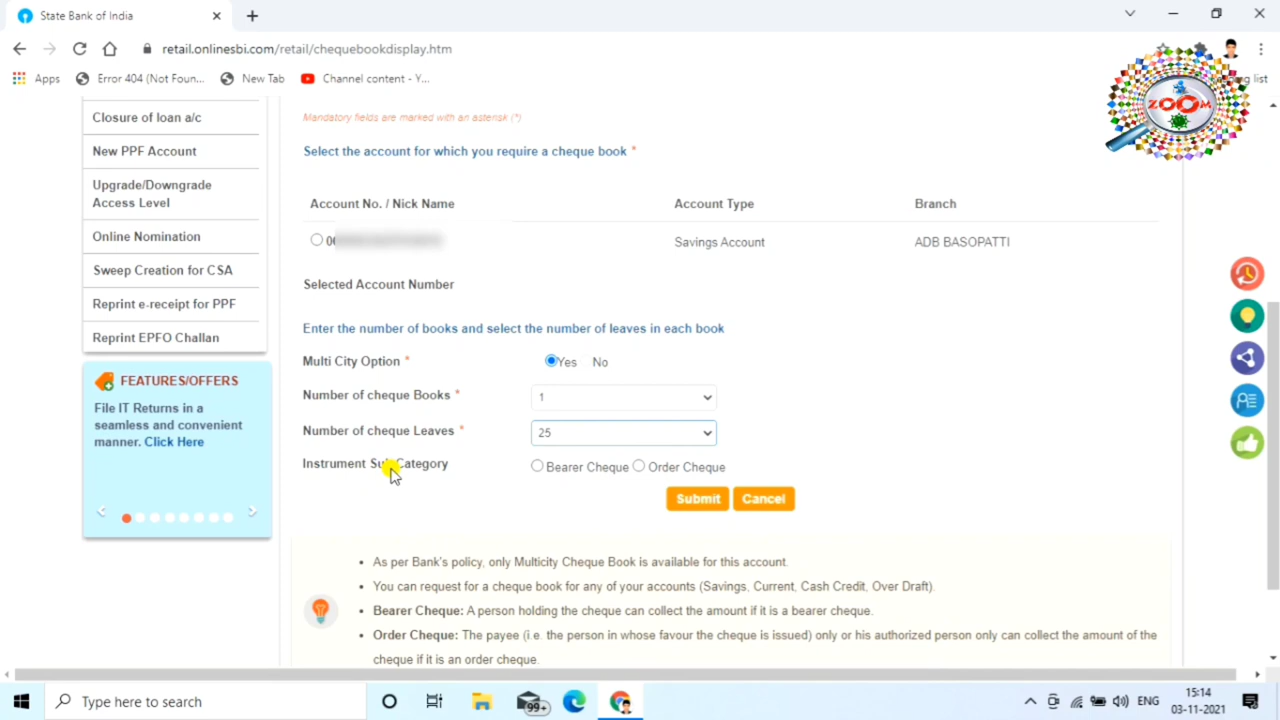 State Bank of India
retail.onlinesbi.com/retail/chequebookdisplay.htm
Apps
Error 404 (Not Foun...
New Tab
Channel content - Y...
ng list
ZOOM
Closure of loan a/c
New PPF Account
Upgrade/Downgrade
Access Level
Online Nomination
Sweep Creation for CSA
Reprint e-receipt for PPF
Reprint EPFO Challan
FEATURES/OFFERS
File IT Returns in a
seamless and convenient
manner. Click Here
Mandatory fields are marked with an asterisk (*)
Select the account for which you require a cheque book *
Account No. / Nick Name Account Type Branch
Savings Account ADB BASOPATTI
Selected Account Number
Enter the number of books and select the number of leaves in each book
Multi City Option * Yes No
Number of cheque Books * 1
Number of cheque Leaves * 25
Instrument Sub Category Bearer Cheque Order Cheque
Submit Cancel
• As per Bank's policy, only Multicity Cheque Book is available for this account.
• You can request for a cheque book for any of your accounts (Savings, Current, Cash Credit, Over Draft).
• Bearer Cheque: A person holding the cheque can collect the amount if it is a bearer cheque.
• Order Cheque: The payee (i.e. the person in whose favour the cheque is issued) only or his authorized person only can collect the amount of the
cheque if it is an order cheque.
Type here to search
99+
ENG
15:14
03-11-2021